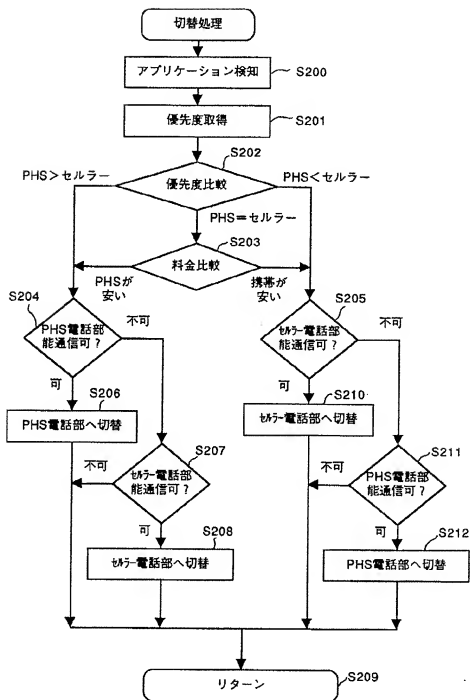 切替処理
アプリケーション検知
S200
優先度取得
S201
S202
PHS>セルラー
優先度比較
PHS<セルラー
PHS=セルラー
S203
料金比較
PHSが
安い
携帯が
安い
S204
PHS電話部
能通信可?
不可
可
S205
セルラー電話部
能通信可?
不可
可
S206
PHS電話部へ切替
S210
セルラー電話部へ切替
S207
不可
セルラー電話部
能通信可?
可
S211
不可
PHS電話部
能通信可?
可
S208
セルラー電話部へ切替
S212
PHS電話部へ切替
リターン
S209